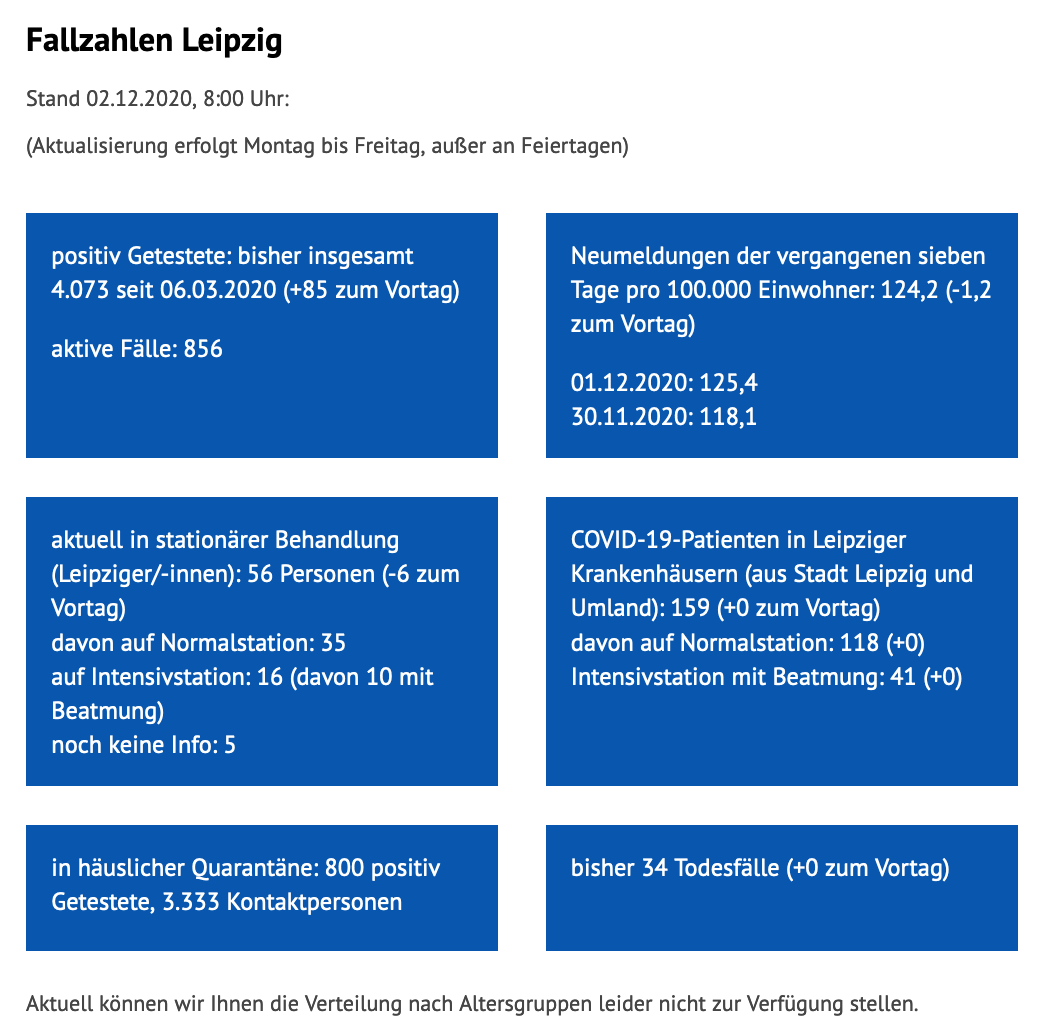 Fallzahlen Leipzig
Stand 02.12.2020, 8:00 Uhr:
(Aktualisierung erfolgt Montag bis Freitag, außer an Feiertagen)
positiv Getestete: bisher insgesamt
4.073 seit 06.03.2020 (+85 zum Vortag)
aktive Fälle: 856
Neumeldungen der vergangenen sieben
Tage pro 100.000 Einwohner: 124,2 (-1,2
zum Vortag)
01.12.2020: 125,4
30.11.2020: 118,1
aktuell in stationärer Behandlung
(Leipziger/-innen): 56 Personen (-6 zum
Vortag)
davon auf Normalstation: 35
auf Intensivstation: 16 (davon 10 mit
Beatmung)
noch keine Info: 5
COVID-19-Patienten in Leipziger
Krankenhäusern (aus Stadt Leipzig und
Umland): 159 (+0 zum Vortag)
davon auf Normalstation: 118 (+0)
Intensivstation mit Beatmung: 41 (+0)
in häuslicher Quarantäne: 800 positiv
Getestete, 3.333 Kontaktpersonen
bisher 34 Todesfälle (+0 zum Vortag)
Aktuell können wir Ihnen die Verteilung nach Altersgruppen leider nicht zur Verfügung stellen.